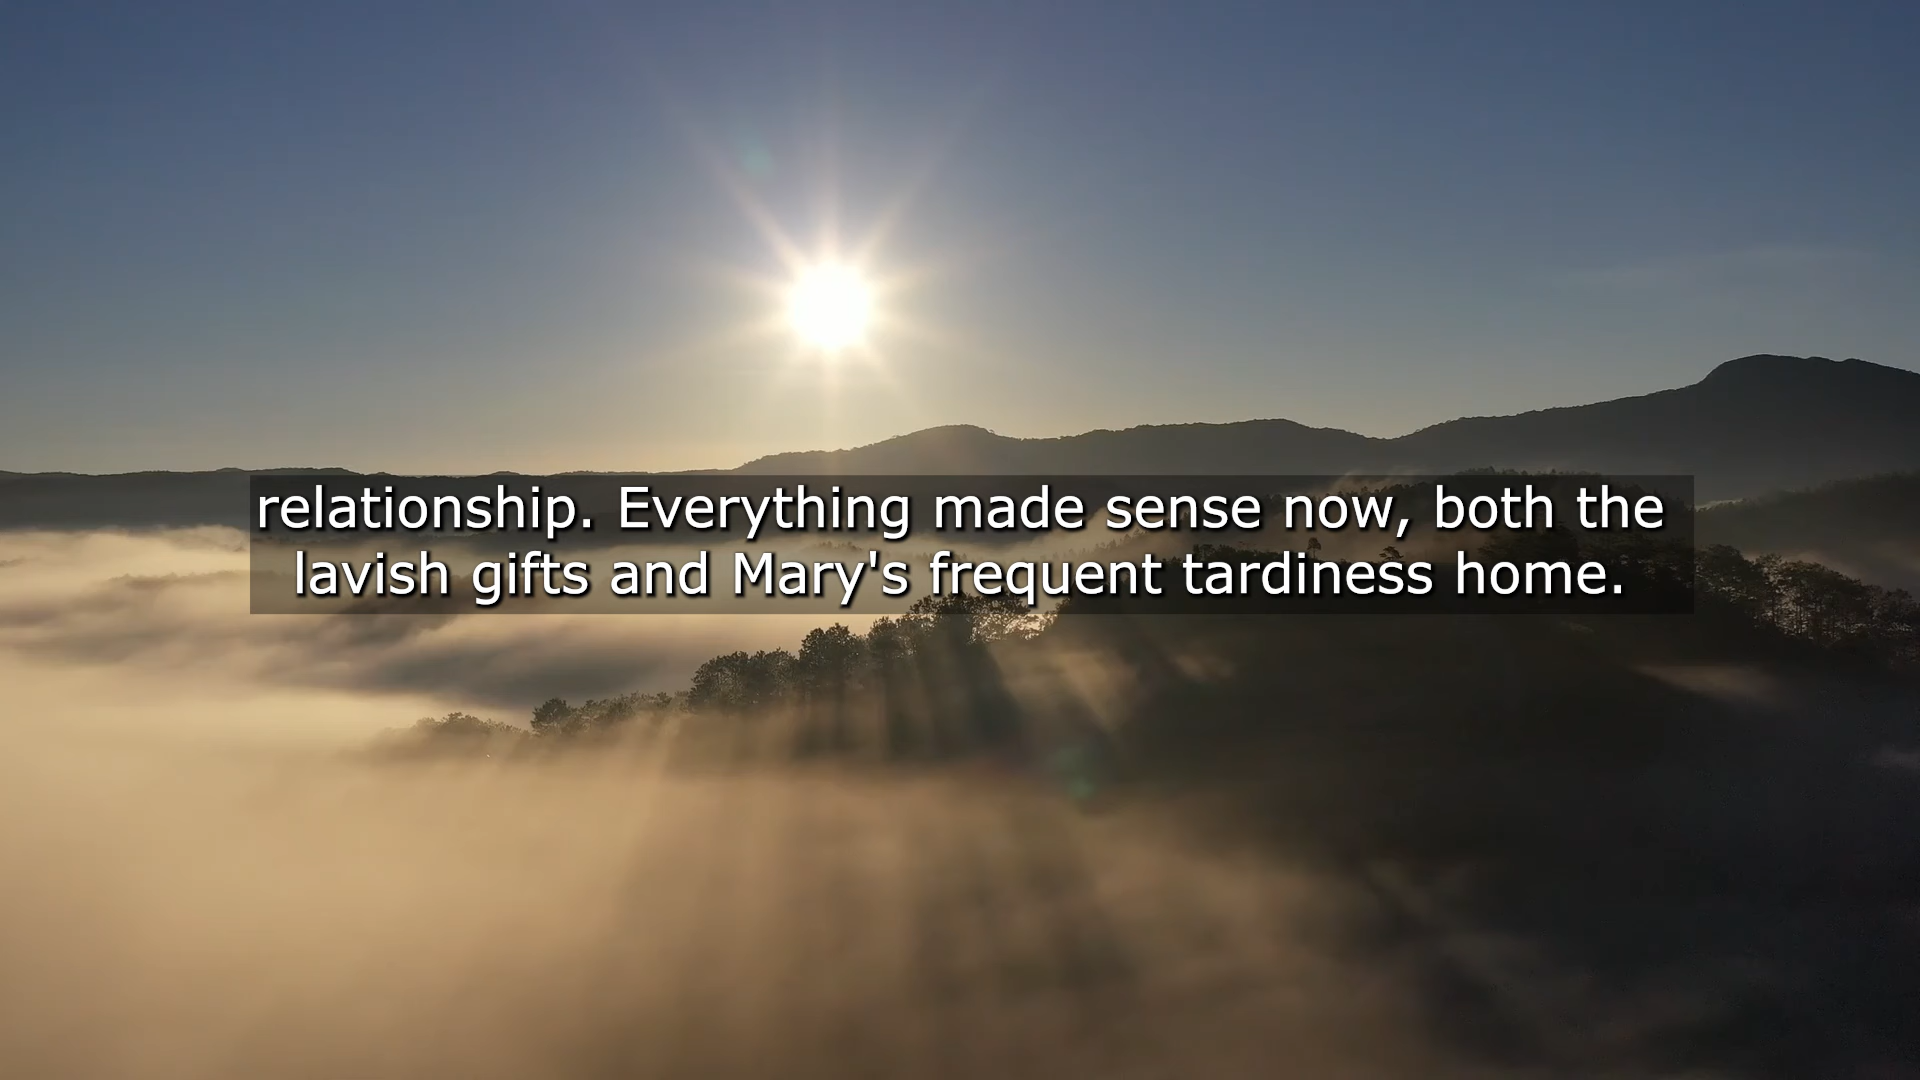 relationship. Everything made sense now, both the
lavish gifts and Mary's frequent tardiness home.